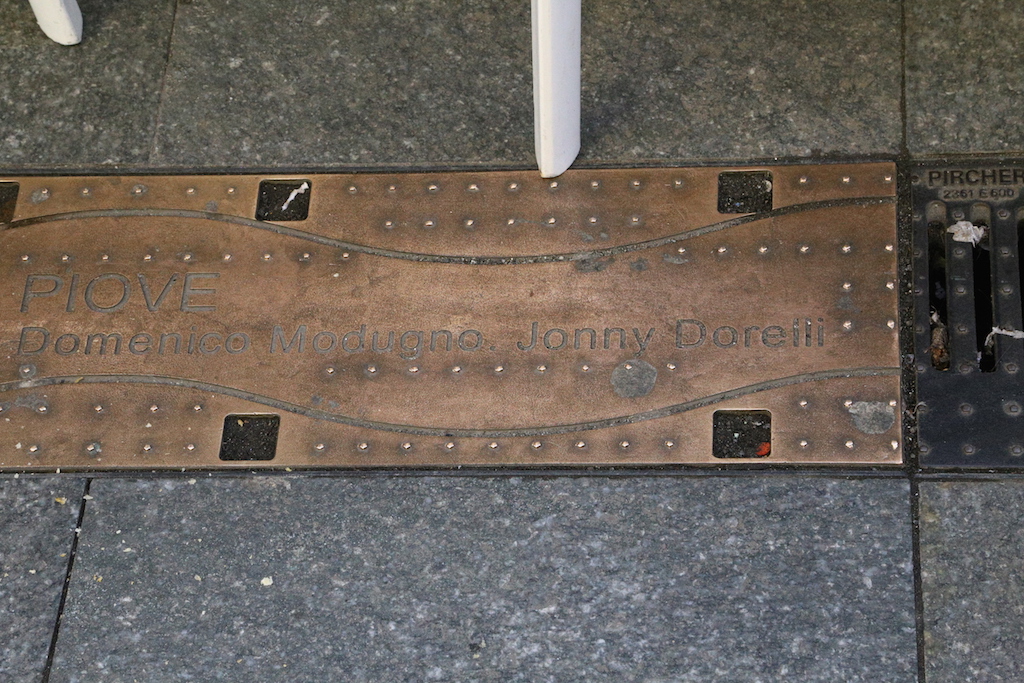 PIOVE
Domenico Modugno. Jonny Dorelli
PIRCHER
2361 E 600